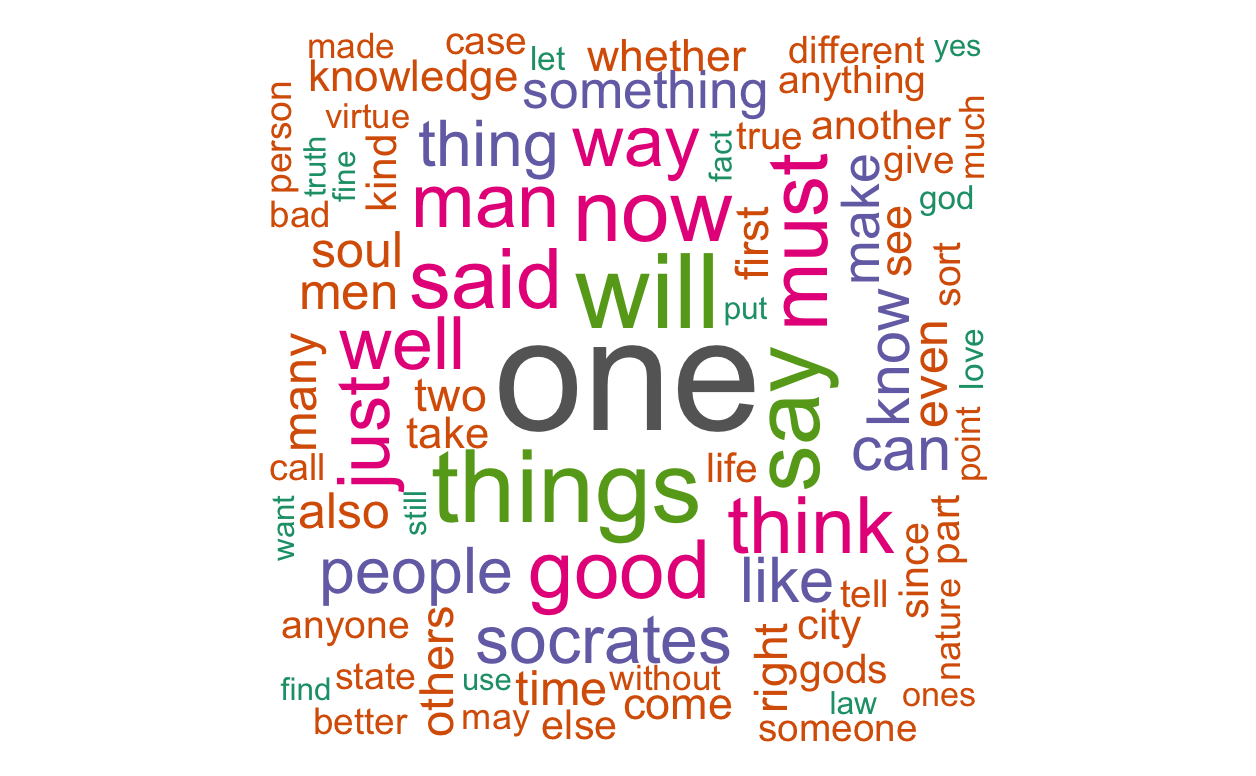 made
case
let
whether
different
yes
knowledge
something
anything
person
virtue
thing
way
fact
true
another
much
truth
fine
kind
man
now
must
make
give
god
bad
first
see
soul
said
will
sort
men
put
many
well
one
say
know
even
love
just
two
take
can
point
call
things
life
want
also
still
think
since
part
people
good
like
tell
nature
anyone
others
socrates
right
city
find
state
use
time
without
gods
better
may
else
come
law
ones
someone